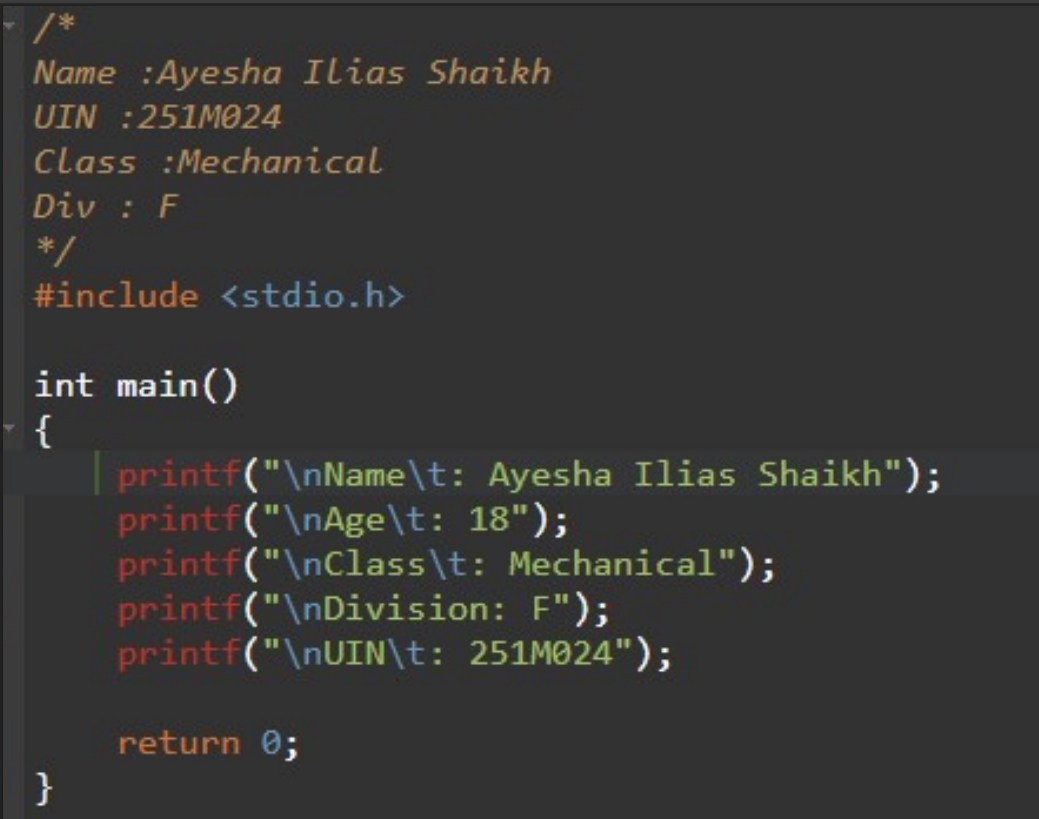 /*
Name :Ayesha Ilias Shaikh
UIN :251M024
Class :Mechanical
Div : F
*/
#include <stdio.h>
int main()
{
printf("\nName\t: Ayesha Ilias Shaikh");
printf("\nAge\t: 18");
printf("\nClass\t: Mechanical");
printf("\nDivision: F");
printf("\nUIN\t: 251M024");
return 0;
}